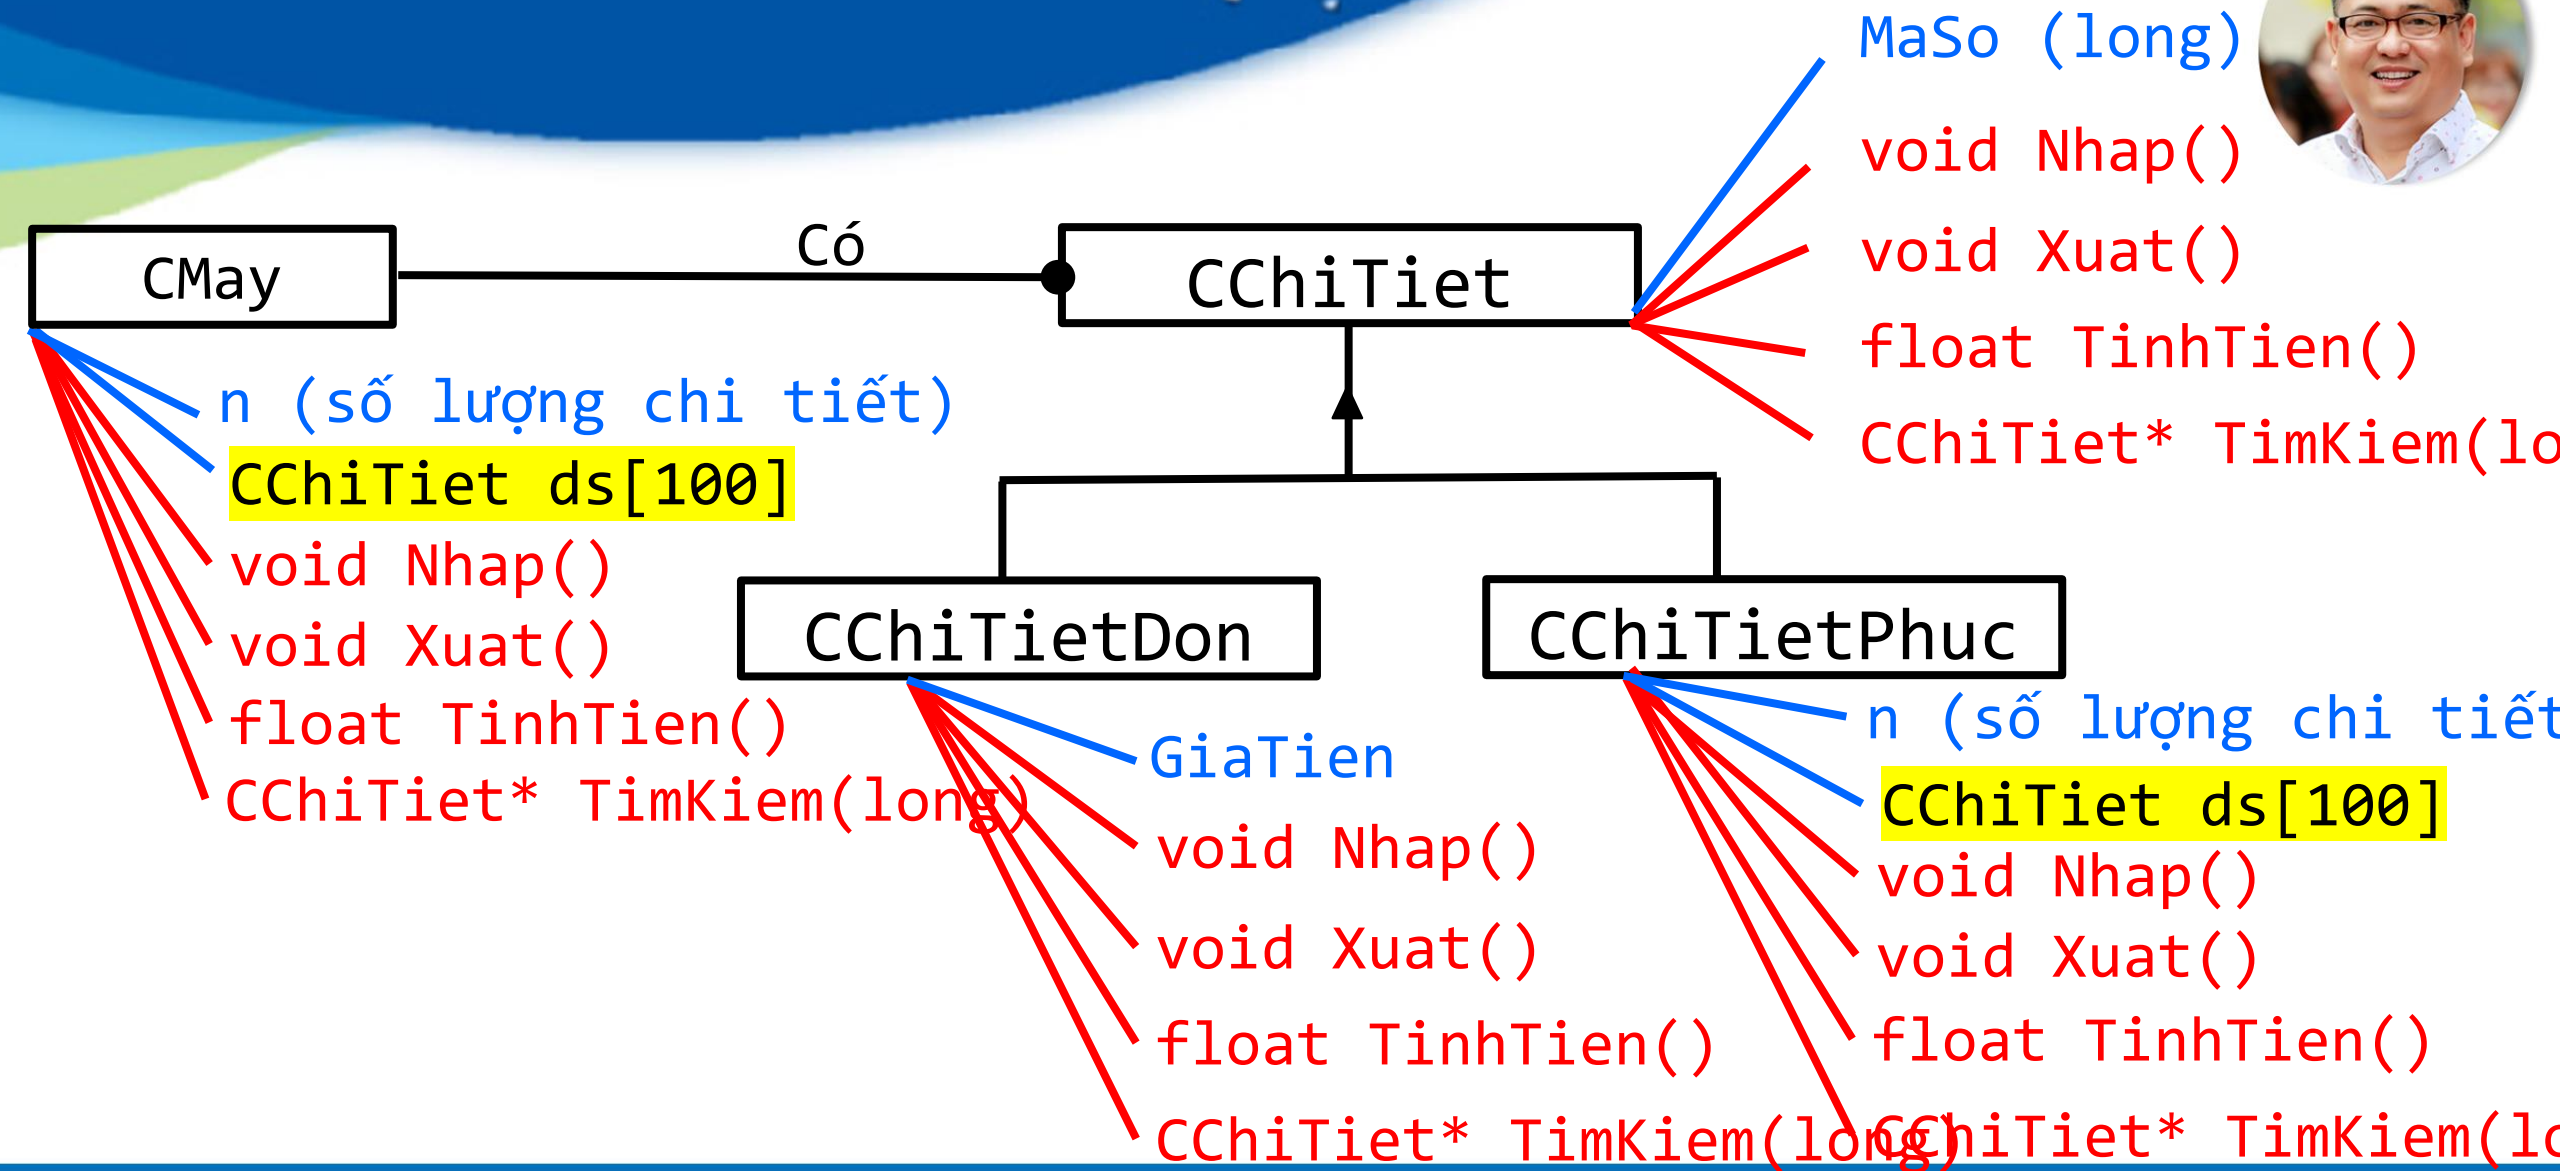 MaSo (long)
void Nhap()
void Xuat()
float TinhTien()
CChiTiet* TimKiem(lo
Có
CMay
CChiTiet
n (số lượng chi tiết)
CChiTiet ds[100]
void Nhap()
void Xuat()
float TinhTien()
CChiTiet* TimKiem(long)
CChiTietDon
GiaTien
void Nhap()
void Xuat()
float TinhTien()
CChiTiet* TimKiem(long)
CChiTietPhuc
n (số lượng chi tiết
CChiTiet ds[100]
void Nhap()
void Xuat()
float TinhTien()
CChiTiet* TimKiem(lo